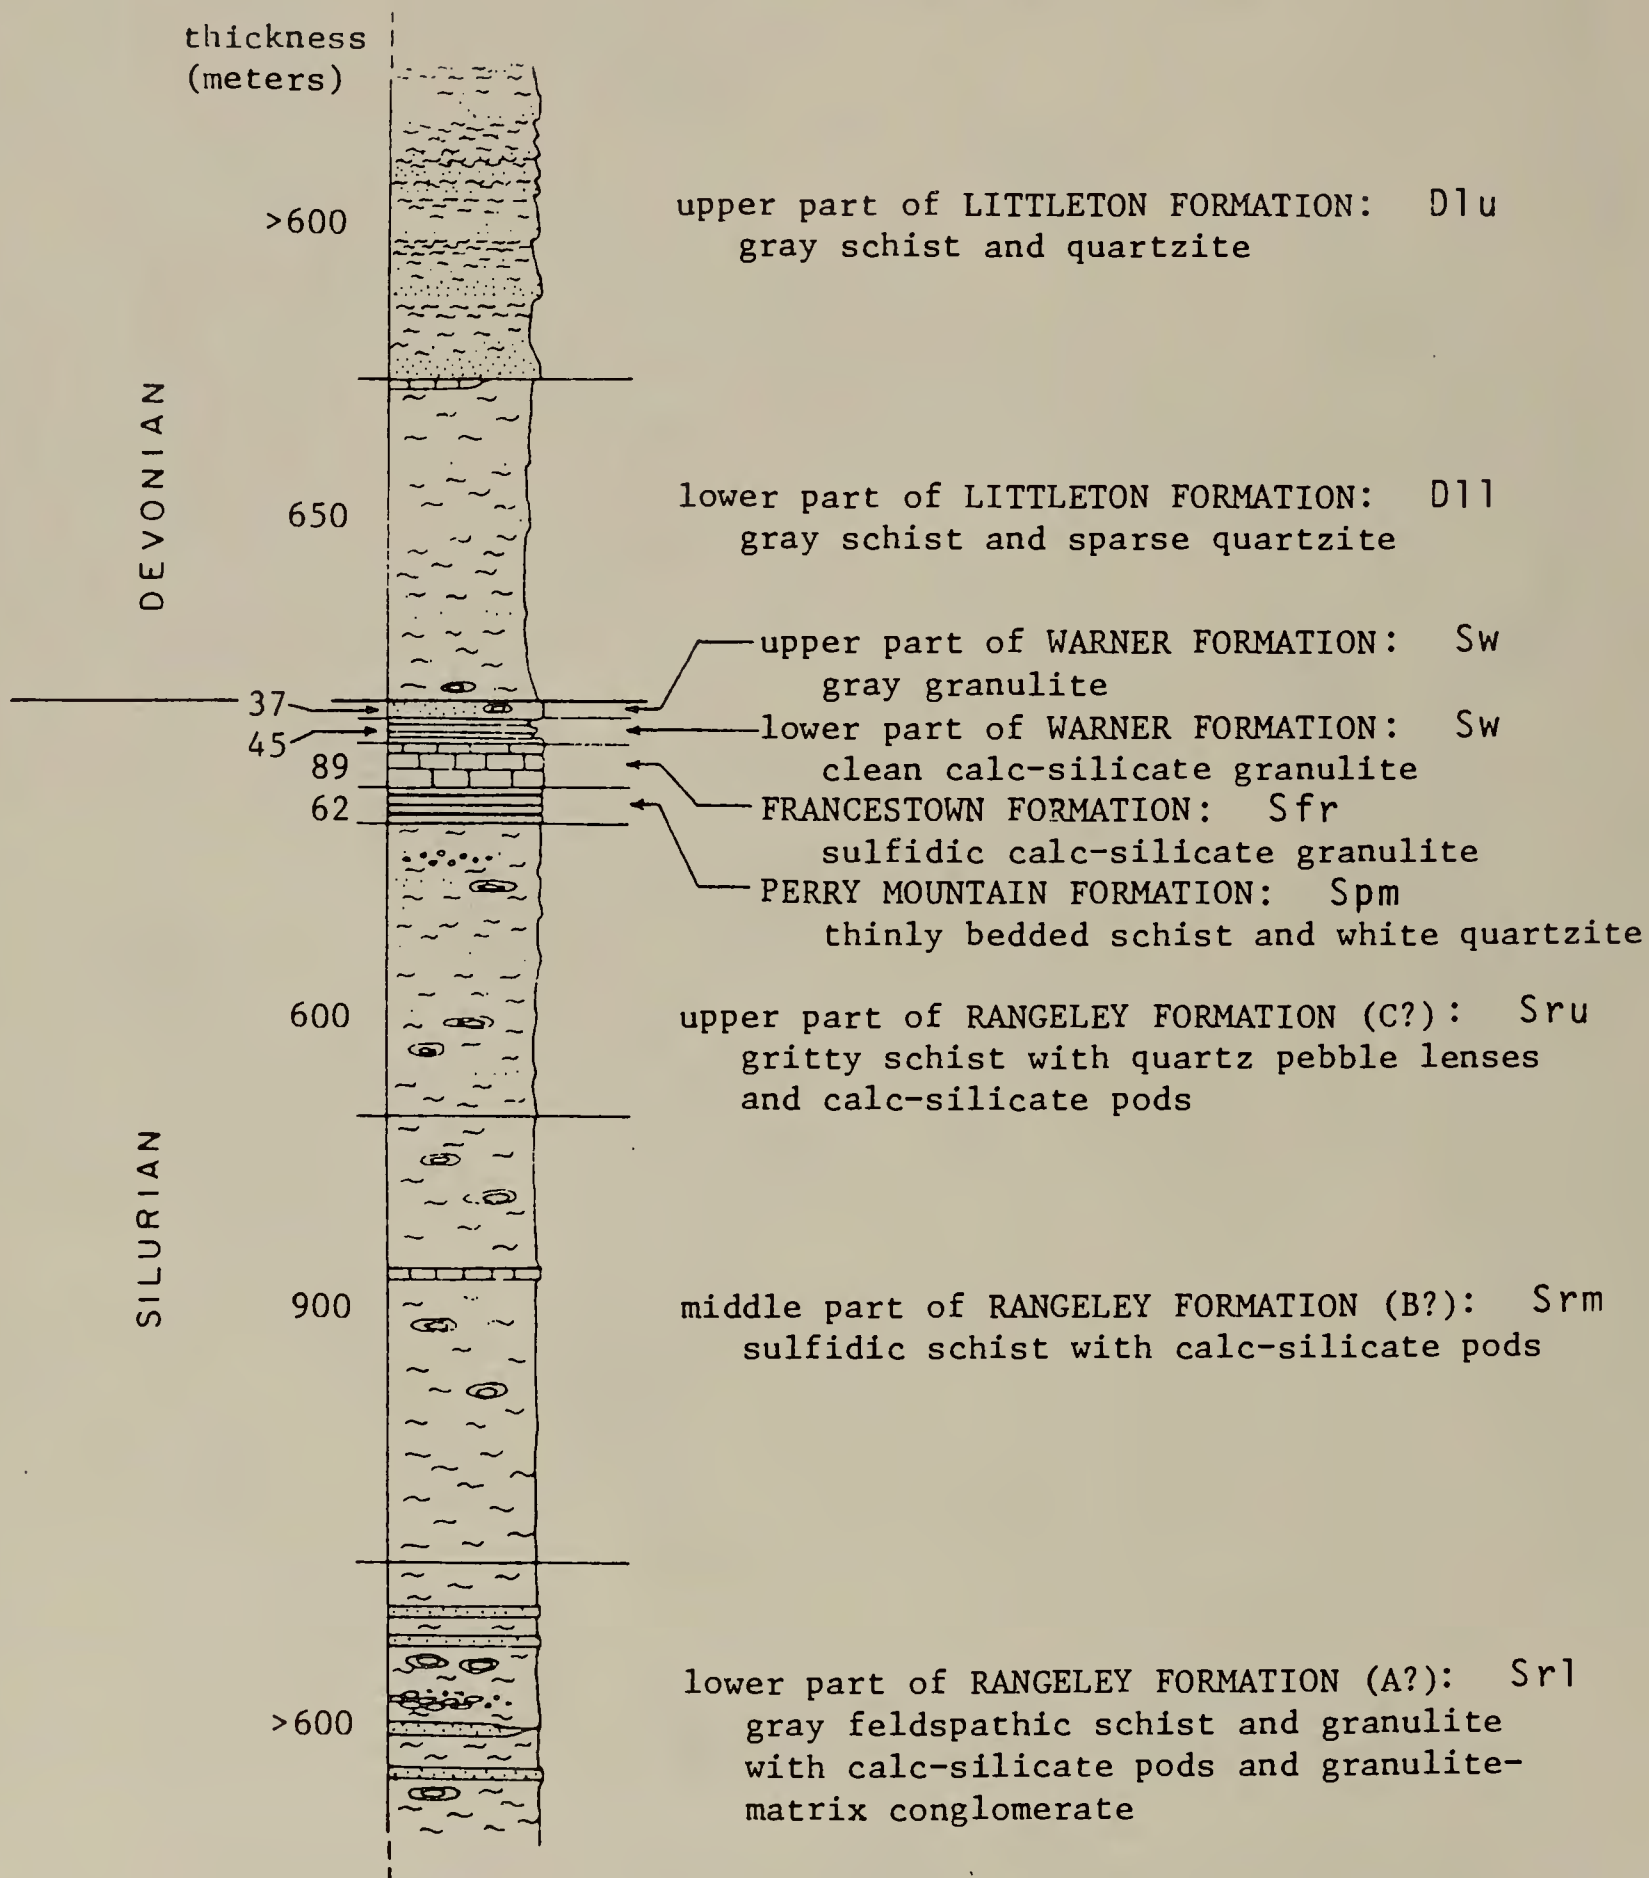 thickness
(meters)
>600
upper part of LITTLETON FORMATION: Dlu
gray schist and quartzite
DEVONIAN
650
lower part of LITTLETON FORMATION: Dll
gray schist and sparse quartzite
37
upper part of WARNER FORMATION: Sw
gray granulite
45
lower part of WARNER FORMATION: Sw
clean calc-silicate granulite
89
FRANCESTOWN FORMATION: Sfr
sulfidic calc-silicate granulite
62
PERRY MOUNTAIN FORMATION: Spm
thinly bedded schist and white quartzite
600
upper part of RANGELEY FORMATION (C?): Sru
gritty schist with quartz pebble lenses
and calc-silicate pods
SILURIAN
900
middle part of RANGELEY FORMATION (B?): Srm
sulfidic schist with calc-silicate pods
>600
lower part of RANGELEY FORMATION (A?): Srl
gray feldspathic schist and granulite
with calc-silicate pods and granulite-
matrix conglomerate